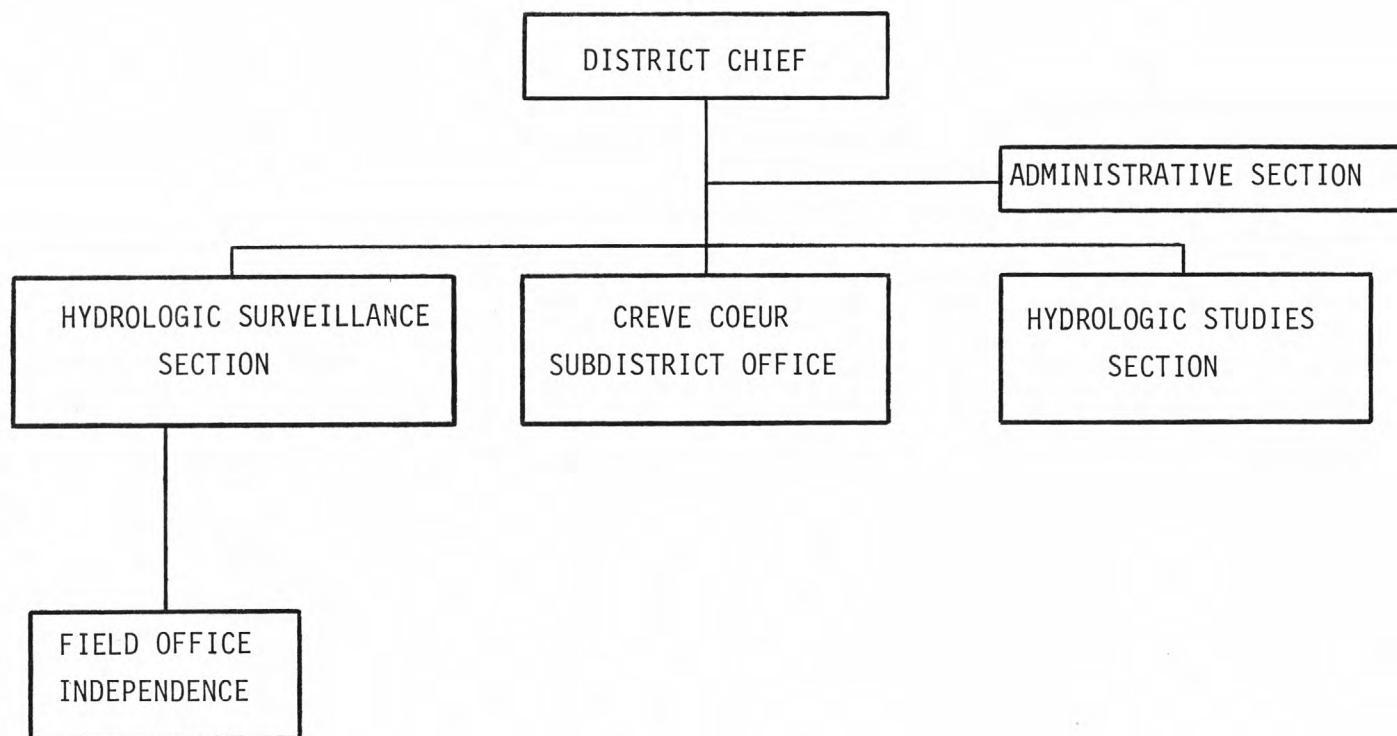 DISTRICT CHIEF
ADMINISTRATIVE SECTION
HYDROLOGIC SURVEILLANCE
SECTION
CREVE COEUR
SUBDISTRICT OFFICE
HYDROLOGIC STUDIES
SECTION
FIELD OFFICE
INDEPENDENCE